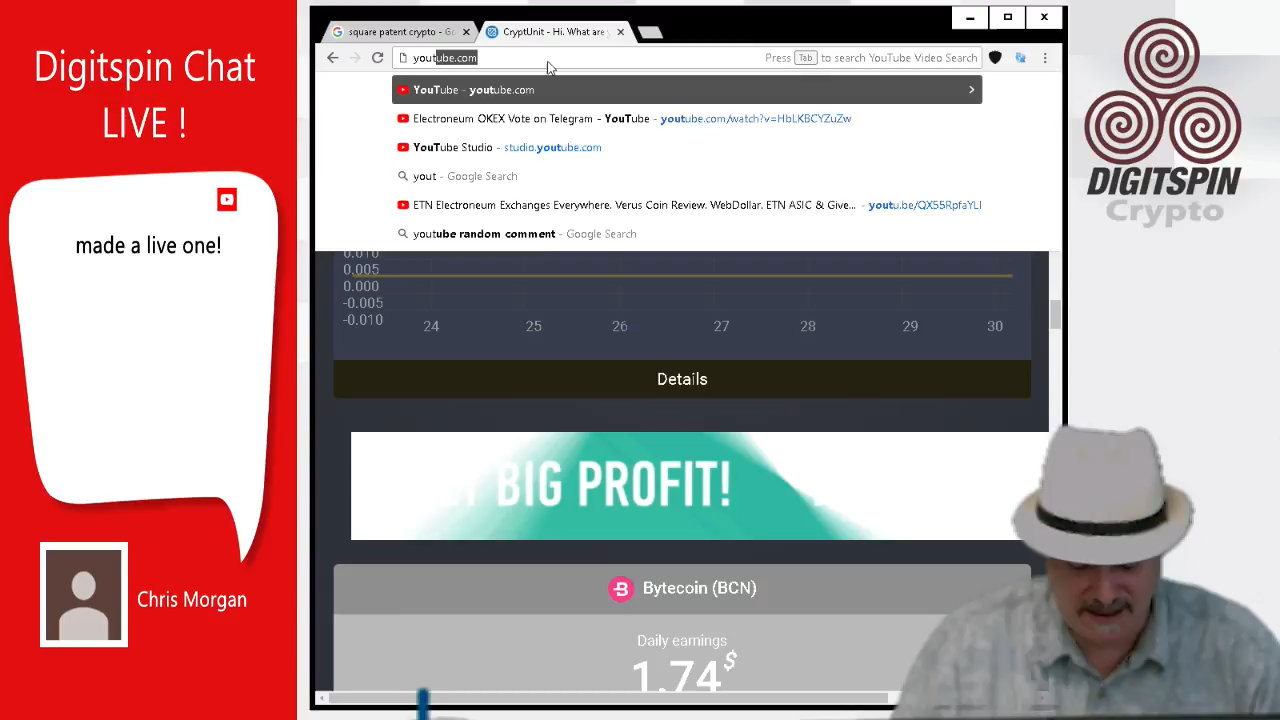 Digitspin Chat
LIVE !
made a live one!
Chris Morgan
square patent crypto - G
CryptUnit - Hi. What are
youtube.com
Press Tab to search YouTube Video Search
YouTube - youtube.com
Electroneum OKEX Vote on Telegram - YouTube - youtube.com/watch?v=HbLKBCYZuZw
YouTube Studio - studio.youtube.com
yout - Google Search
ETN Electroneum Exchanges Everywhere. Verus Coin Review. WebDollar. ETN ASIC & Give... - youtu.be/QX55RpfaYLI
youtube random comment - Google Search
0.010
0.005
0.000
-0.005
-0.010
24 25 26 27 28 29 30
Details
BIG PROFIT!
Bytecoin (BCN)
Daily earnings
1.74$
DIGITSPIN
Crypto